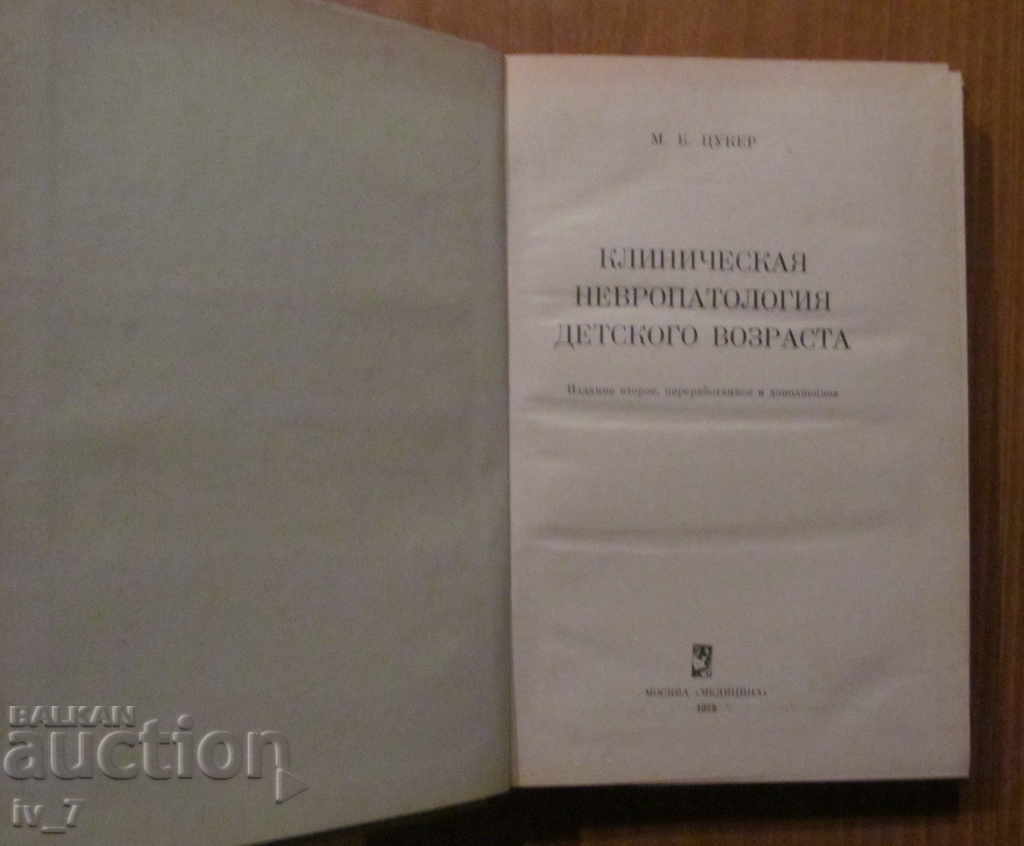 М. Б. ЦУКЕР
КЛИНИЧЕСКАЯ
НЕВРОПАТОЛОГИЯ
ДЕТСКОГО ВОЗРАСТА
Издание второе, переработанное и дополненное
МОСКВА «МЕДИЦИНА»
BALKAN
auction
iv_7